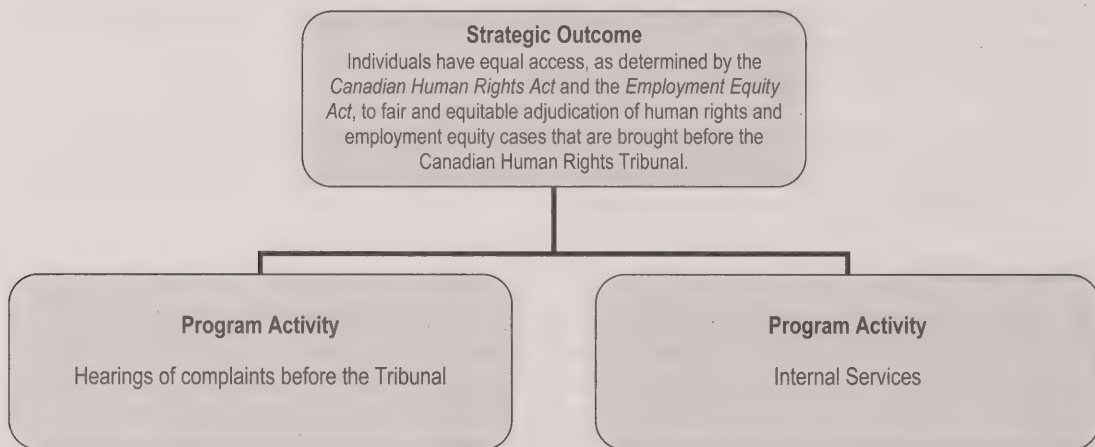 Strategic Outcome
Individuals have equal access, as determined by the
Canadian Human Rights Act and the Employment Equity
Act, to fair and equitable adjudication of human rights and
employment equity cases that are brought before the
Canadian Human Rights Tribunal.
Program Activity
Hearings of complaints before the Tribunal
Program Activity
Internal Services